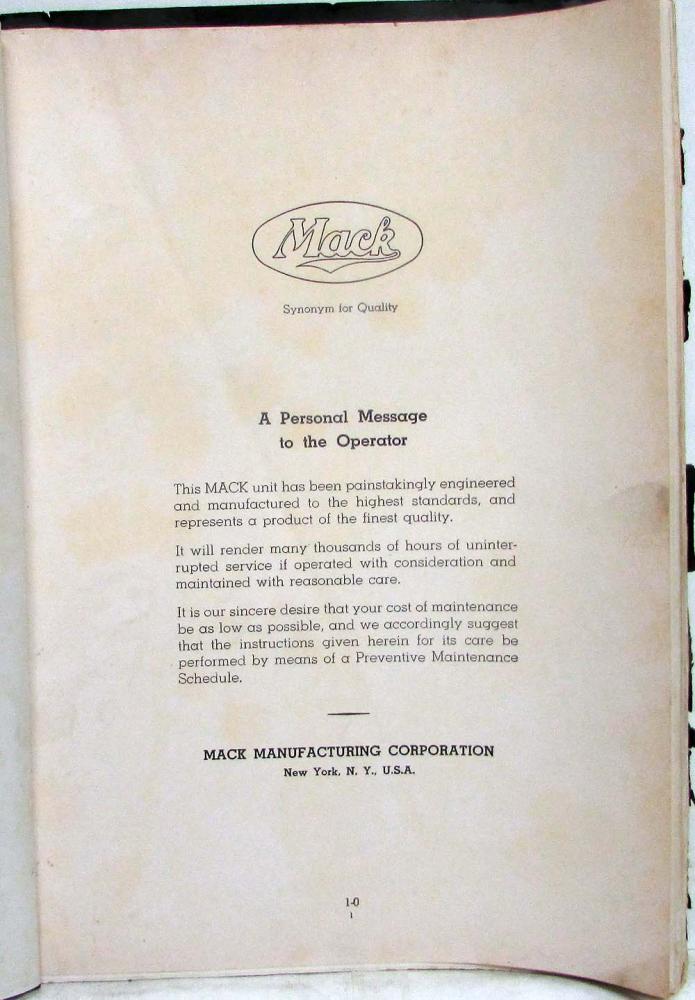 Mack
Synonym for Quality
A Personal Message
to the Operator
This MACK unit has been painstakingly engineered
and manufactured to the highest standards, and
represents a product of the finest quality.
It will render many thousands of hours of uninter-
rupted service if operated with consideration and
maintained with reasonable care.
It is our sincere desire that your cost of maintenance
be as low as possible, and we accordingly suggest
that the instructions given herein for its care be
performed by means of a Preventive Maintenance
Schedule.
MACK MANUFACTURING CORPORATION
New York, N. Y., U.S.A.
1-0
1